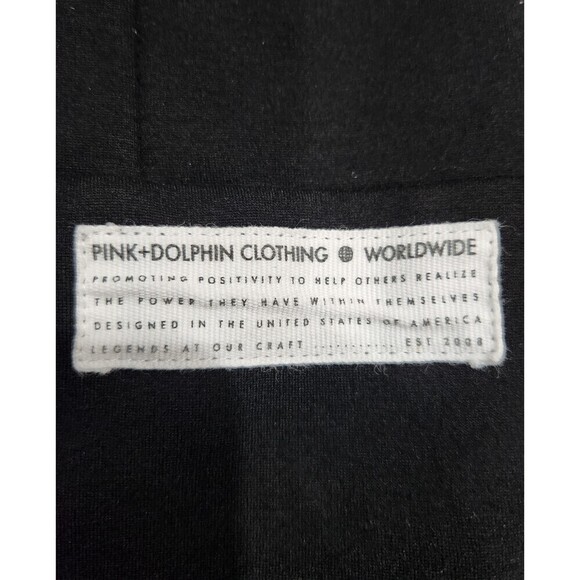 PINK+DOLPHIN CLOTHING WORLDWIDE
PROMOTING POSITIVITY TO HELP OTHERS REALIZE
THE POWER THEY HAVE WITHIN THEMSELVES
DESIGNED IN THE UNITED STATES OF AMERICA
LEGENDS AT OUR CRAFT ........... EST 2008